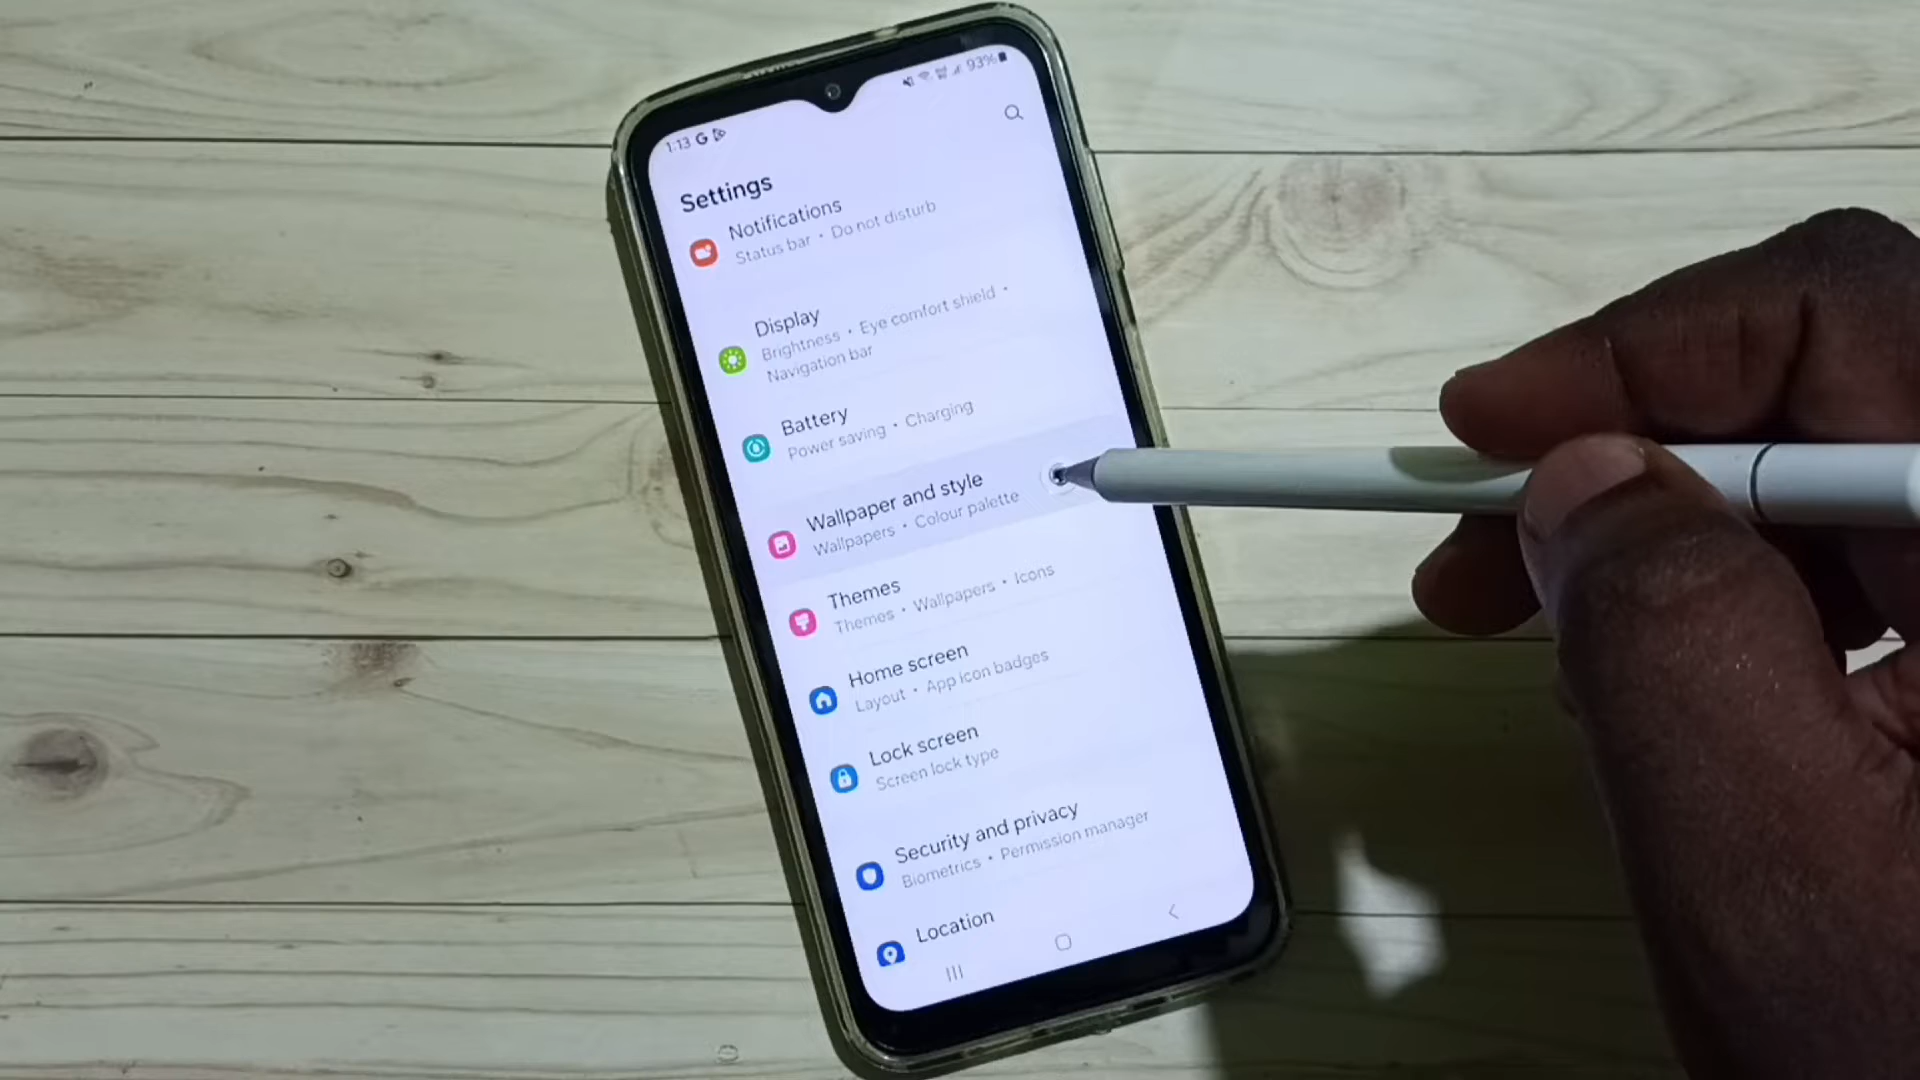 1:13 G 93%
Settings
Notifications
Status bar • Do not disturb
Display
Brightness • Eye comfort shield •
Navigation bar
Battery
Power saving • Charging
Wallpaper and style
Wallpapers • Colour palette
Themes
Themes • Wallpapers • Icons
Home screen
Layout • App icon badges
Lock screen
Screen lock type
Security and privacy
Biometrics • Permission manager
Location